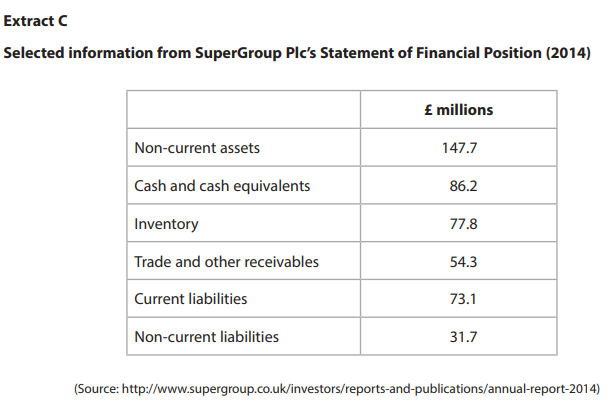 Extract C
Selected information from SuperGroup Plc’s Statement of Financial Position (2014)
£ millions
Non-current assets 147.7
Cash and cash equivalents 86.2
Inventory 77.8
Trade and other receivables 54.3
Current liabilities 73.1
Non-current liabilities 31.7
(Source: http://www.supergroup.co.uk/investors/reports-and-publications/annual-report-2014)